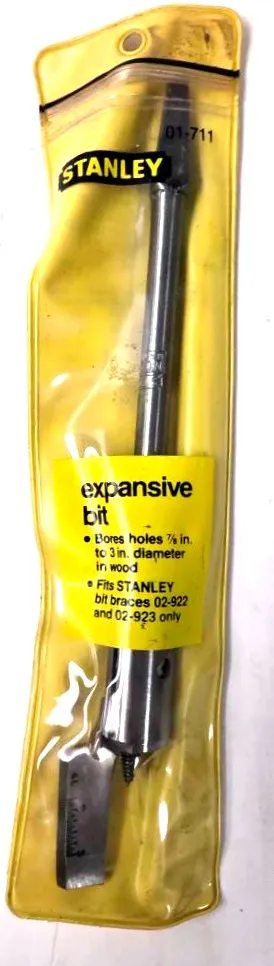 01-711
STANLEY
expansive
bit
• Bores holes 7/8 in.
to 3 in. diameter
in wood
• Fits STANLEY
bit braces 02-922
and 02-923 only